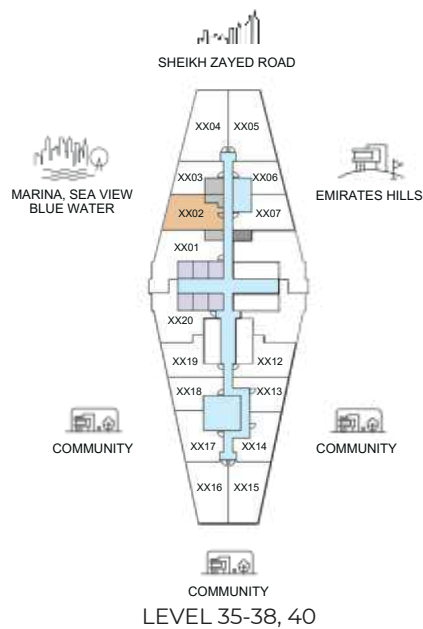 SHEIKH ZAYED ROAD
XX04 XX05
XX03 XX06
MARINA, SEA VIEW
BLUE WATER
EMIRATES HILLS
XX02 XX07
XX01
XX20
XX19 XX12
XX18 XX13
COMMUNITY
COMMUNITY
XX17 XX14
XX16 XX15
COMMUNITY
LEVEL 35-38, 40